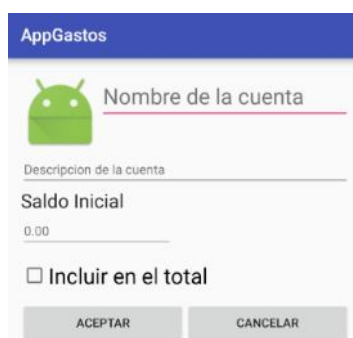 AppGastos
Nombre de la cuenta
Descripcion de la cuenta
Saldo Inicial
0.00
Incluir en el total
ACEPTAR CANCELAR